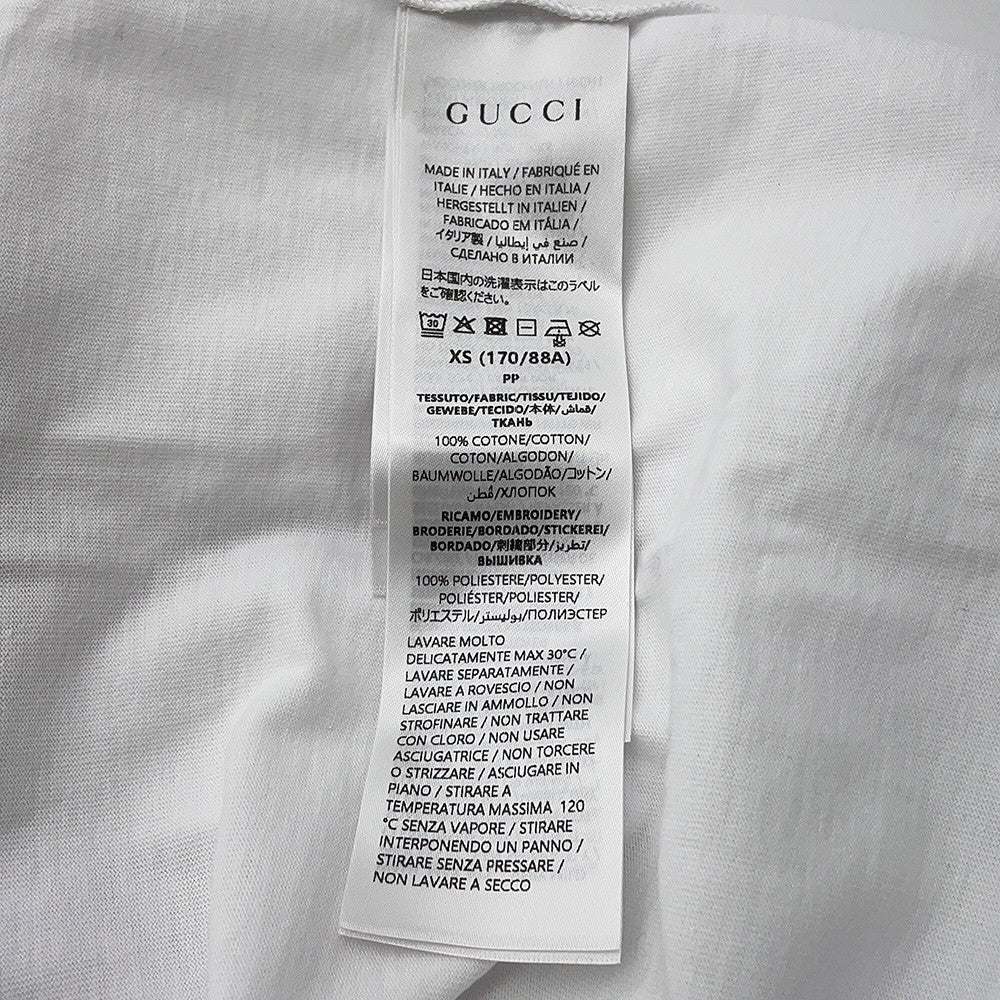 GUCCI
MADE IN ITALY / FABRIQUÉ EN
ITALIE / HECHO EN ITALIA /
HERGESTELLT IN ITALIEN /
FABRICADO EM ITÁLIA /
イタリア製 / صنع في إيطاليا /
СДЕЛАНО В ИТАЛИИ
日本国内の洗濯表示はこのラベル
をご確認ください。
30
XS (170/88A)
PP
TESSUTO/FABRIC/TISSU/TEJIDO/
GEWEBE/TECIDO/本体/قماش/
ТКАНЬ
100% COTONE/COTTON/
COTON/ALGODON/
BAUMWOLLE/ALGODÃO/コットン/
قُطن/ХЛОПОК
RICAMO/EMBROIDERY/
BRODERIE/BORDADO/STICKEREI/
BORDADO/刺繍部分/تطريز/
ВЫШИВКА
100% POLIESTERE/POLYESTER/
POLIÉSTER/POLIESTER/
ポリエステル/بوليستر/ПОЛИЭСТЕР
LAVARE MOLTO
DELICATAMENTE MAX 30°C /
LAVARE SEPARATAMENTE /
LAVARE A ROVESCIO / NON
LASCIARE IN AMMOLLO / NON
STROFINARE / NON TRATTARE
CON CLORO / NON USARE
ASCIUGATRICE / NON TORCERE
O STRIZZARE / ASCIUGARE IN
PIANO / STIRARE A
TEMPERATURA MASSIMA 120
°C SENZA VAPORE / STIRARE
INTERPONENDO UN PANNO /
STIRARE SENZA PRESSARE /
NON LAVARE A SECCO